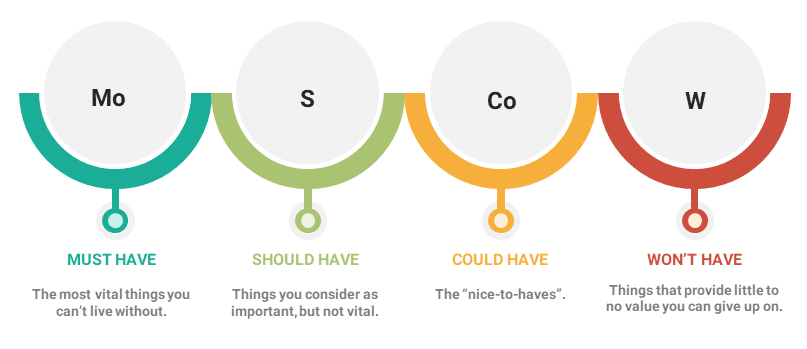 Mo
S
Co
W
MUST HAVE
SHOULD HAVE
COULD HAVE
WON'T HAVE
The most vital things you
can't live without.
Things you consider as
important, but not vital.
The “nice-to-haves”.
Things that provide little to
no value you can give up on.